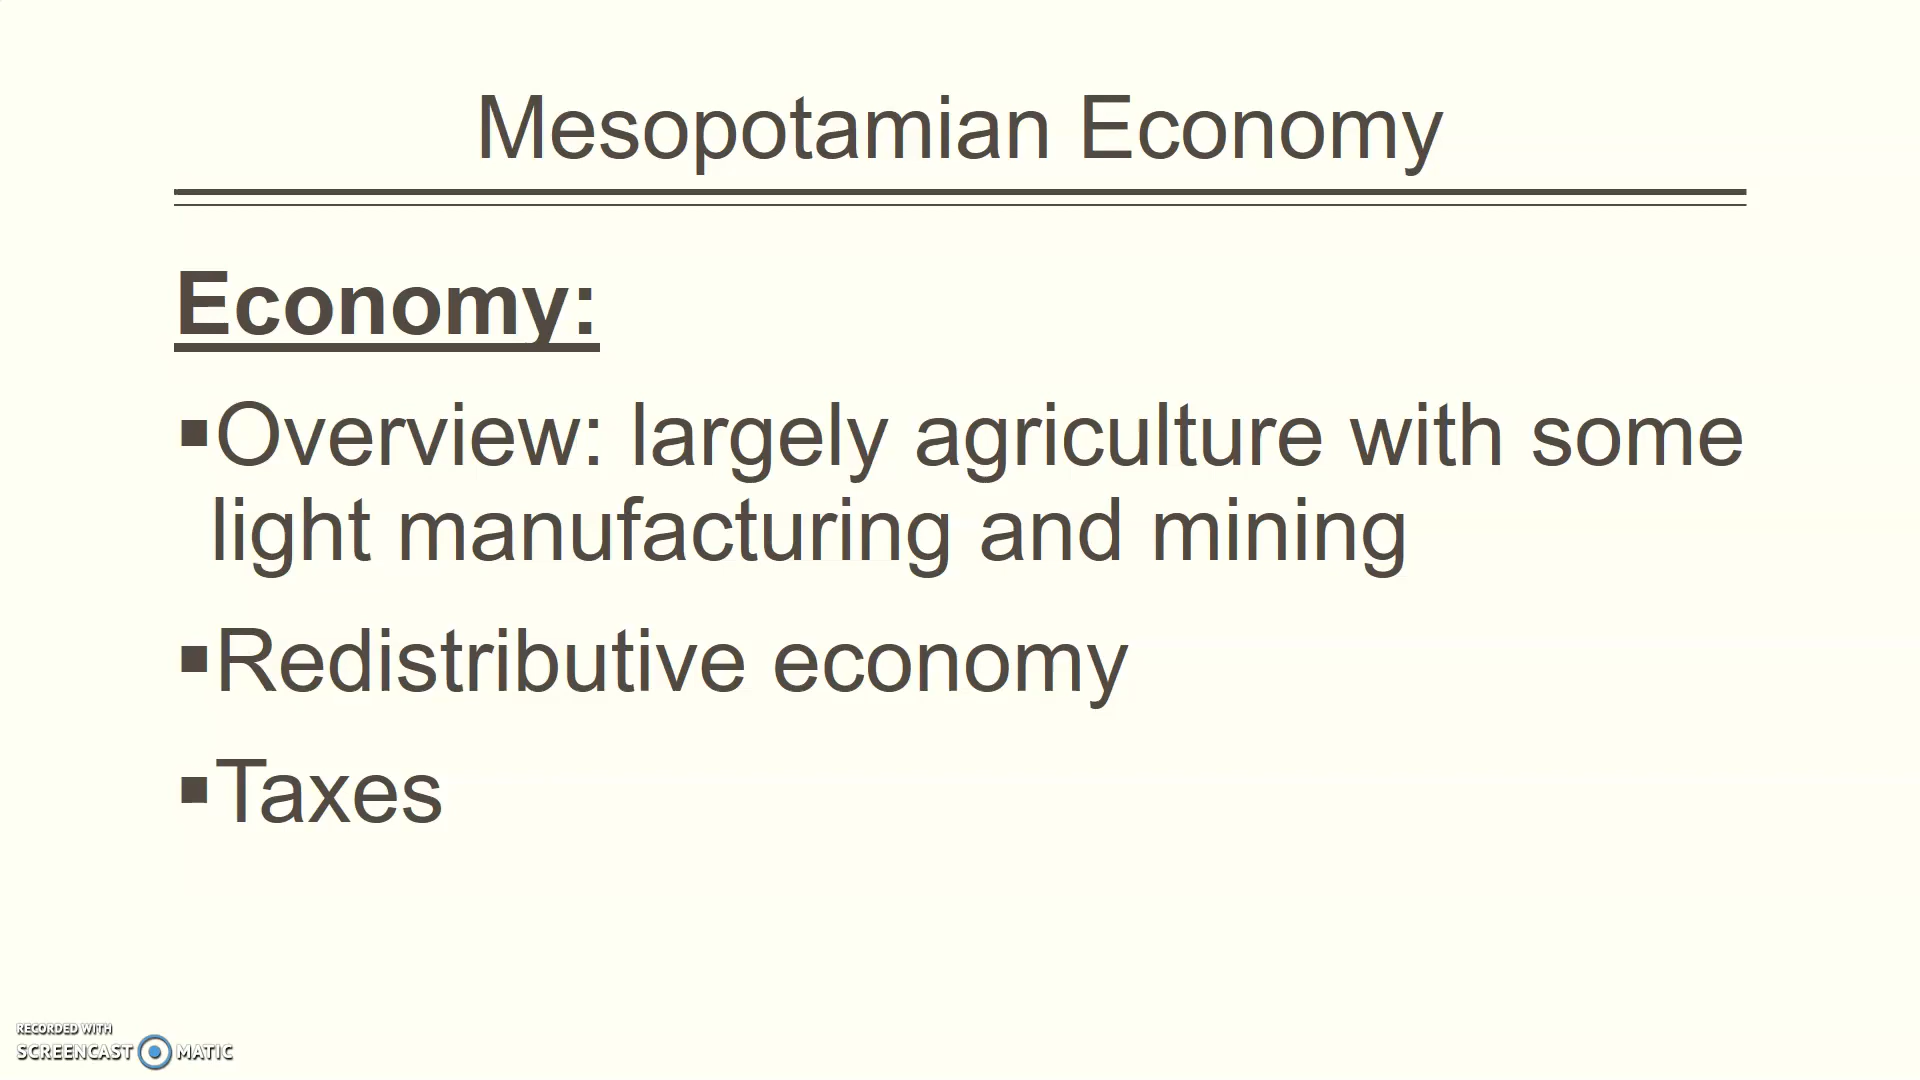 Mesopotamian Economy
Economy:
▪Overview: largely agriculture with some
light manufacturing and mining
▪Redistributive economy
▪Taxes
RECORDED WITH
SCREENCAST MATIC